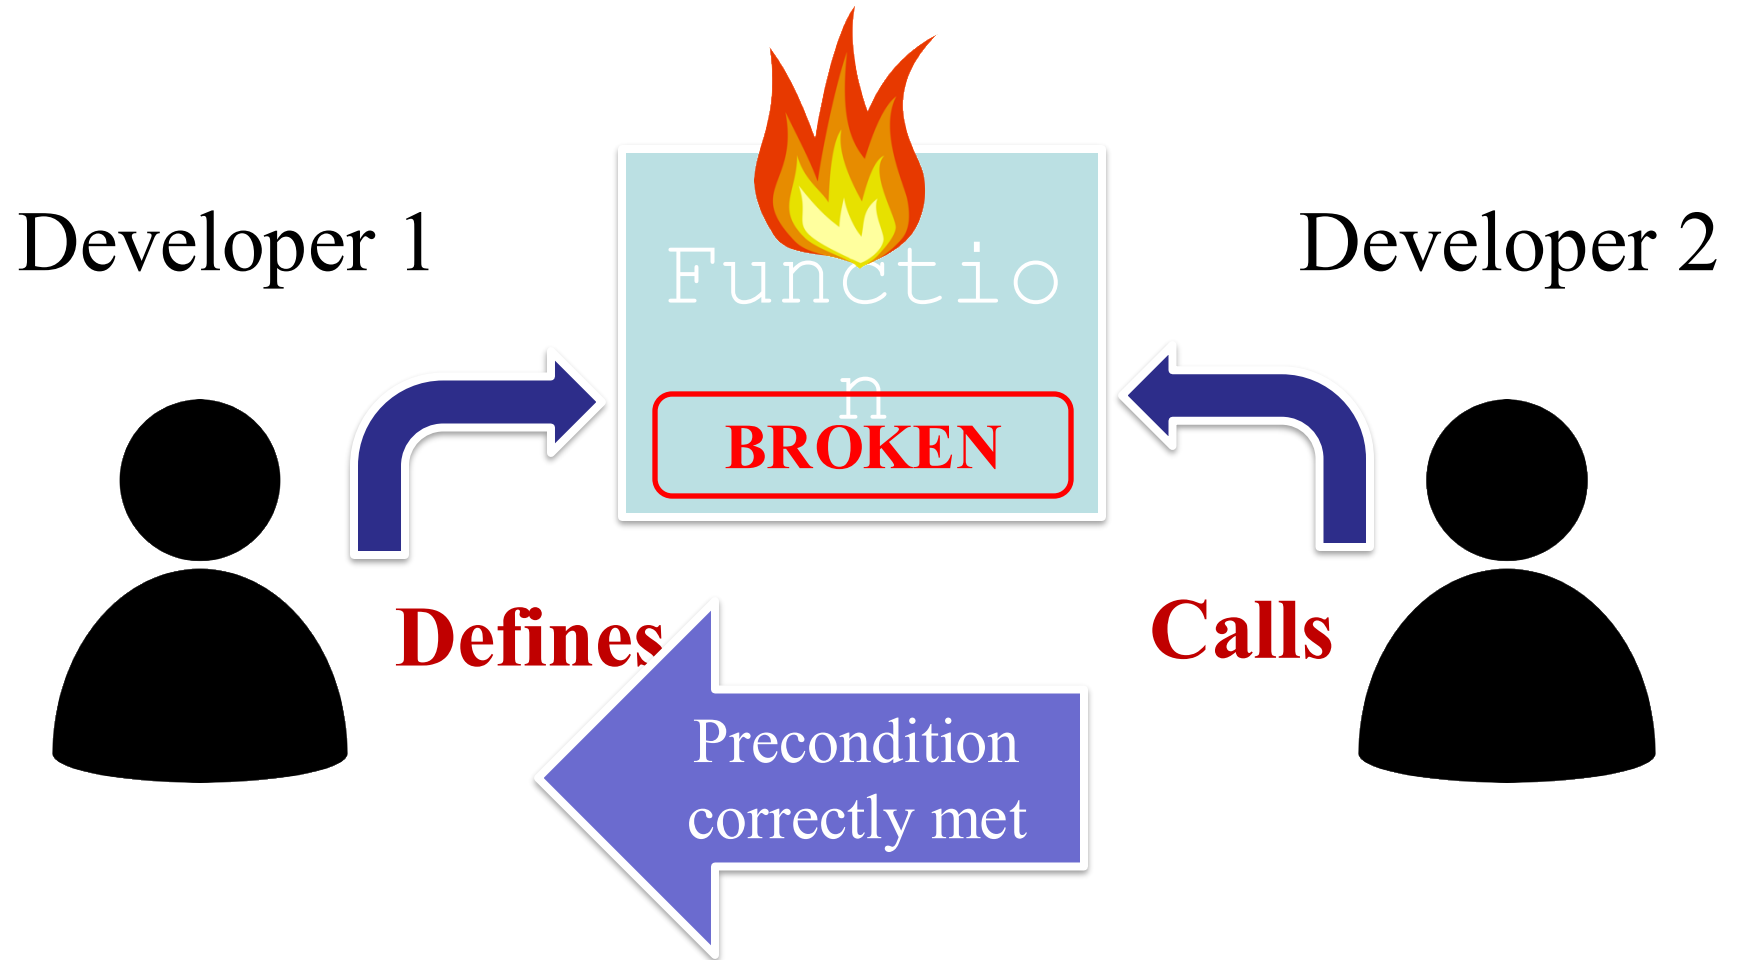 Developer 1
Functio
n
BROKEN
Developer 2
Defines
Calls
Precondition
correctly met